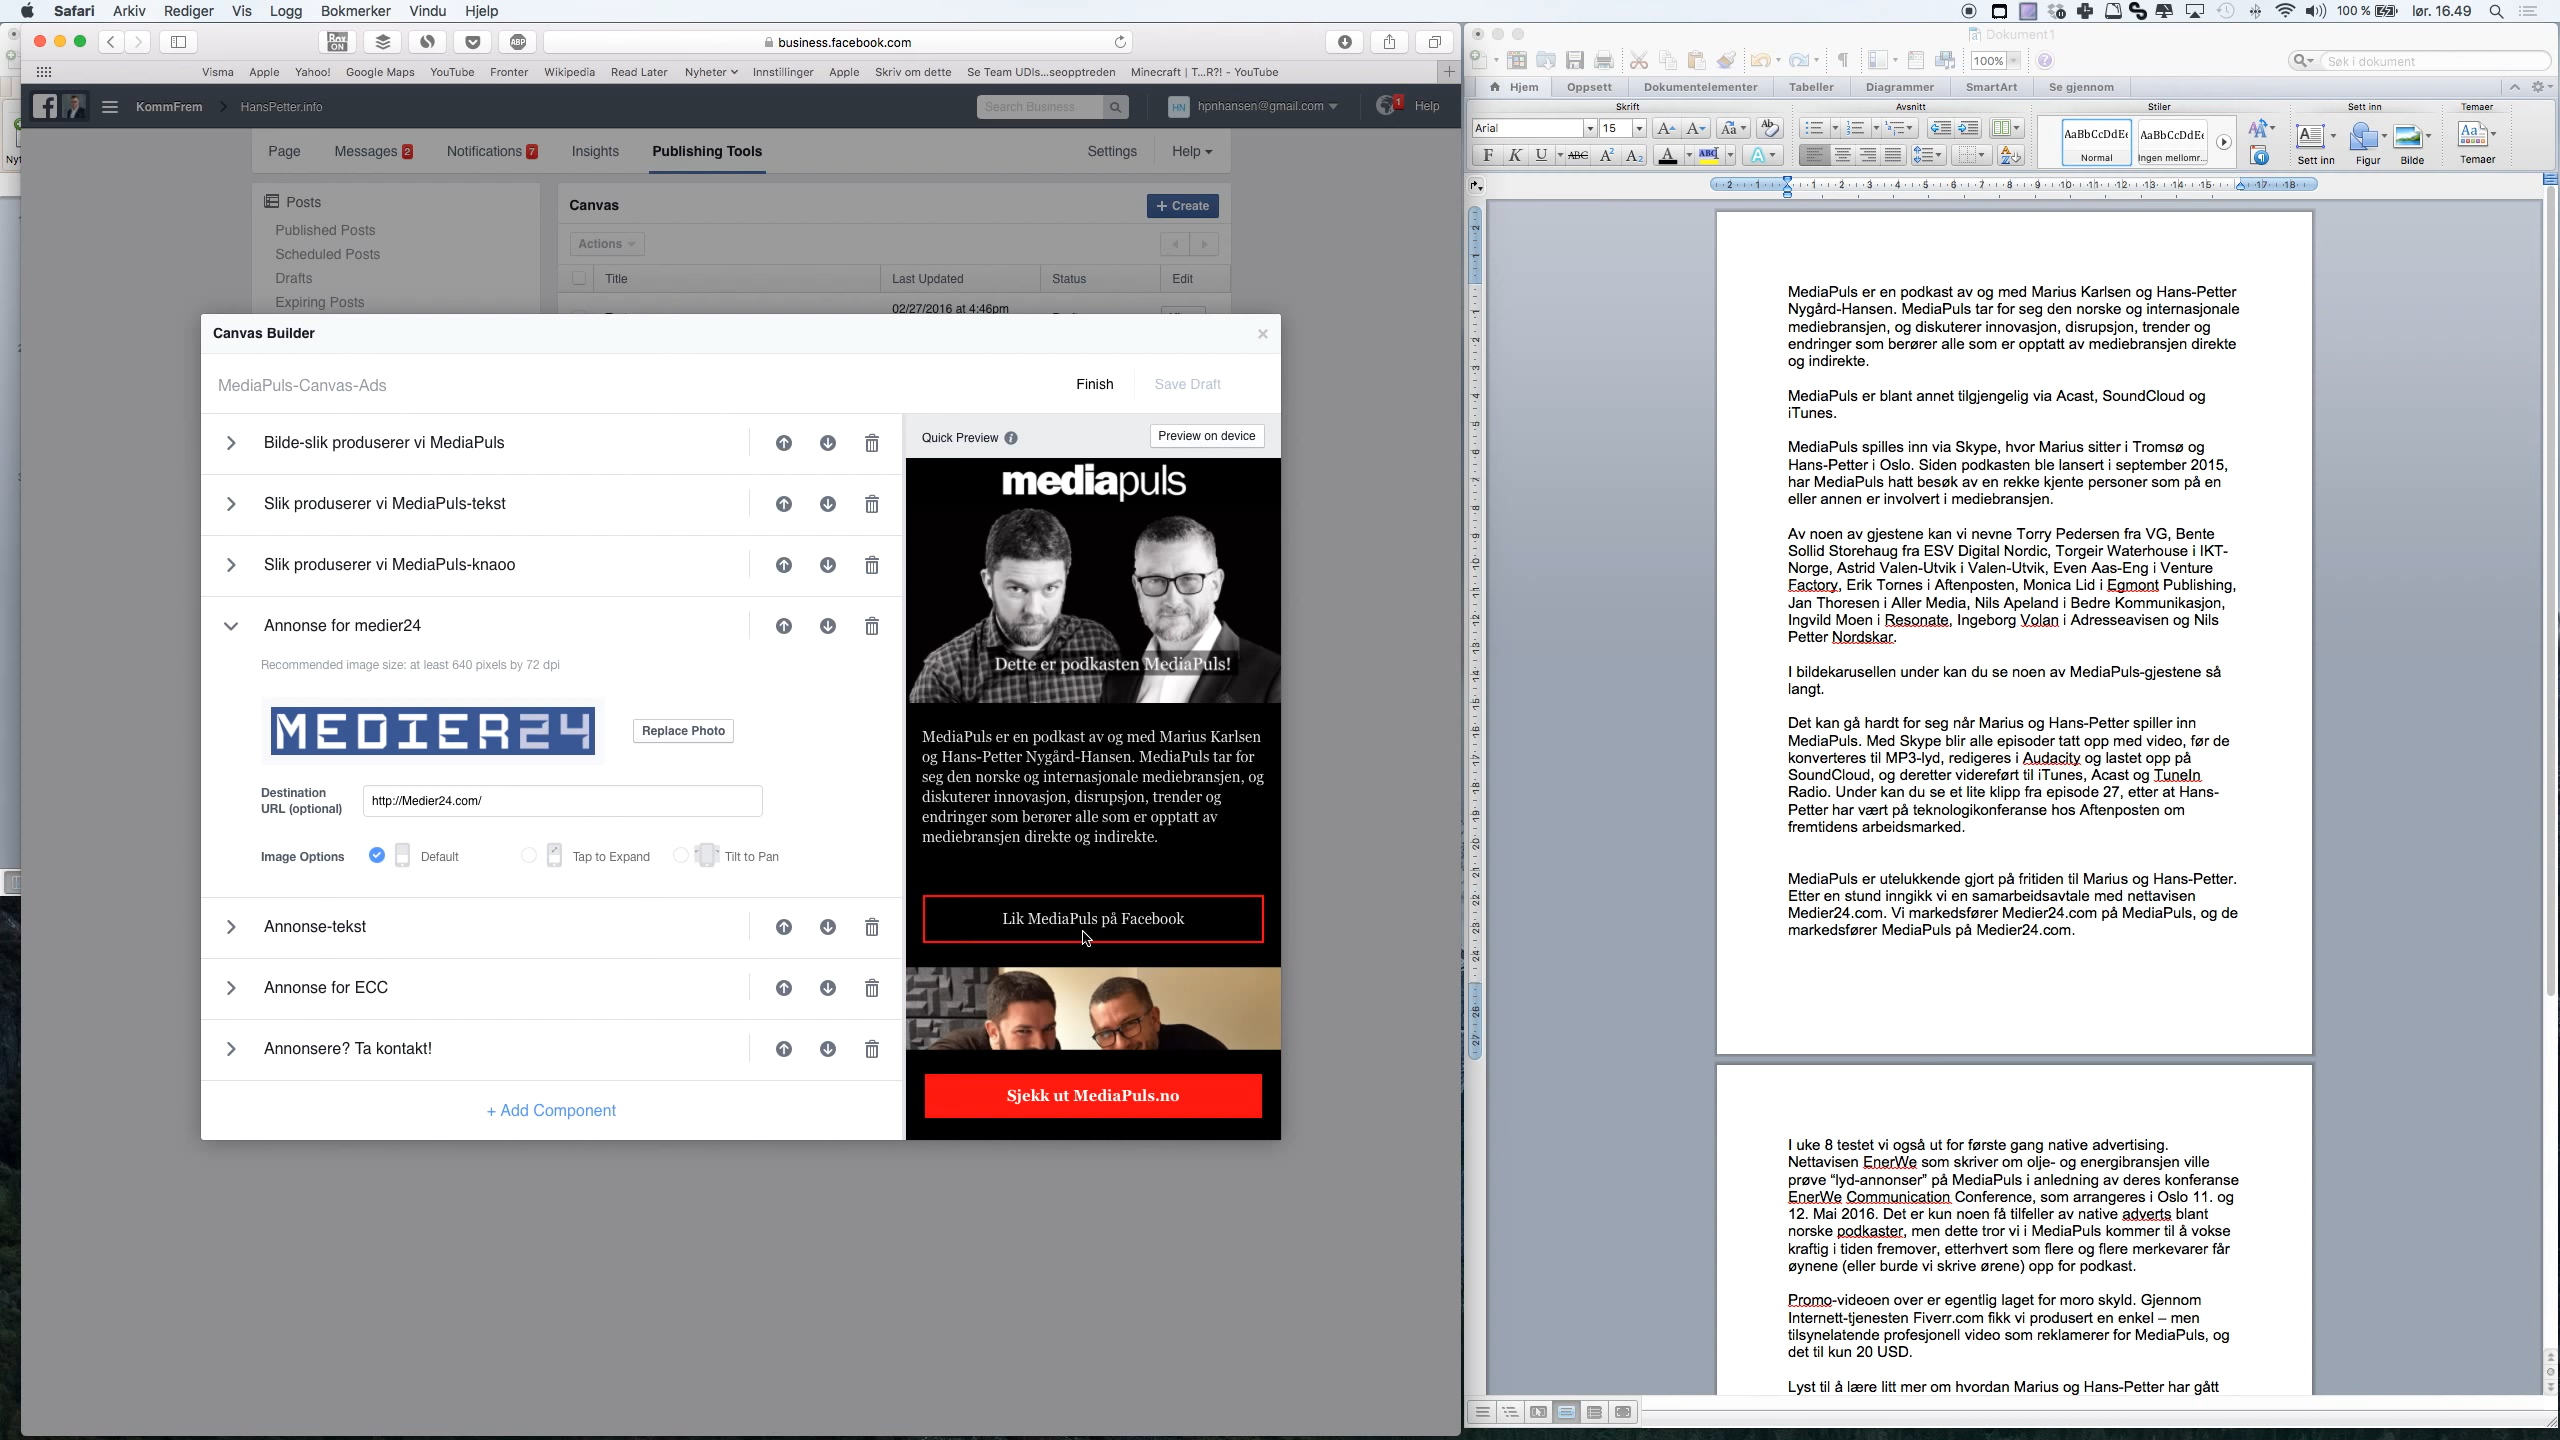 Safari Arkiv Rediger Vis Logg Bokmerker Vindu Hjelp
100 % lør. 16.49
business.facebook.com
Visma Apple Yahoo! Google Maps YouTube Fronter Wikipedia Read Later Nyheter Innstillinger Apple Skriv om dette Se Team UDIs...seopptreden Minecraft | T...R?! - YouTube
KommFrem HansPetter.info
Search Business
HN hpnhansen@gmail.com
1
Help
Page Messages 2 Notifications 7 Insights Publishing Tools Settings Help
Posts
Published Posts
Scheduled Posts
Drafts
Expiring Posts
Canvas
+ Create
Actions
Title Last Updated Status Edit
02/27/2016 at 4:46pm
Canvas Builder
MediaPuls-Canvas-Ads
Finish Save Draft
Bilde-slik produserer vi MediaPuls
Slik produserer vi MediaPuls-tekst
Slik produserer vi MediaPuls-knaoo
Annonse for medier24
Recommended image size: at least 640 pixels by 72 dpi
MEDIER24
Replace Photo
Destination
URL (optional)
http://Medier24.com/
Image Options Default Tap to Expand Tilt to Pan
Annonse-tekst
Annonse for ECC
Annonsere? Ta kontakt!
+ Add Component
Quick Preview
Preview on device
mediapuls
Dette er podkasten MediaPuls!
MediaPuls er en podkast av og med Marius Karlsen
og Hans-Petter Nygård-Hansen. MediaPuls tar for
seg den norske og internasjonale mediebransjen, og
diskuterer innovasjon, disrupsjon, trender og
endringer som berører alle som er opptatt av
mediebransjen direkte og indirekte.
Lik MediaPuls på Facebook
Sjekk ut MediaPuls.no
Dokument1
100%
Søk i dokument
Hjem Oppsett Dokumentelementer Tabeller Diagrammer SmartArt Se gjennom
Skrift Avsnitt Stiler Sett inn Temaer
Arial 15
AaBbCcDdEe AaBbCcDdEe
Normal Ingen mellomr...
Sett inn Figur Bilde Temaer
MediaPuls er en podkast av og med Marius Karlsen og Hans-Petter
Nygård-Hansen. MediaPuls tar for seg den norske og internasjonale
mediebransjen, og diskuterer innovasjon, disrupsjon, trender og
endringer som berører alle som er opptatt av mediebransjen direkte
og indirekte.
MediaPuls er blant annet tilgjengelig via Acast, SoundCloud og
iTunes.
MediaPuls spilles inn via Skype, hvor Marius sitter i Tromsø og
Hans-Petter i Oslo. Siden podkasten ble lansert i september 2015,
har MediaPuls hatt besøk av en rekke kjente personer som på en
eller annen er involvert i mediebransjen.
Av noen av gjestene kan vi nevne Torry Pedersen fra VG, Bente
Sollid Storehaug fra ESV Digital Nordic, Torgeir Waterhouse i IKT-
Norge, Astrid Valen-Utvik i Valen-Utvik, Even Aas-Eng i Venture
Factory, Erik Tornes i Aftenposten, Monica Lid i Egmont Publishing,
Jan Thoresen i Aller Media, Nils Apeland i Bedre Kommunikasjon,
Ingvild Moen i Resonate, Ingeborg Volan i Adresseavisen og Nils
Petter Nordskar.
I bildekarusellen under kan du se noen av MediaPuls-gjestene så
langt.
Det kan gå hardt for seg når Marius og Hans-Petter spiller inn
MediaPuls. Med Skype blir alle episoder tatt opp med video, før de
konverteres til MP3-lyd, redigeres i Audacity og lastet opp på
SoundCloud, og deretter videreført til iTunes, Acast og TuneIn
Radio. Under kan du se et lite klipp fra episode 27, etter at Hans-
Petter har vært på teknologikonferanse hos Aftenposten om
fremtidens arbeidsmarked.
MediaPuls er utelukkende gjort på fritiden til Marius og Hans-Petter.
Etter en stund inngikk vi en samarbeidsavtale med nettavisen
Medier24.com. Vi markedsfører Medier24.com på MediaPuls, og de
markedsfører MediaPuls på Medier24.com.
I uke 8 testet vi også ut for første gang native advertising.
Nettavisen EnerWe som skriver om olje- og energibransjen ville
prøve “lyd-annonser” på MediaPuls i anledning av deres konferanse
EnerWe Communication Conference, som arrangeres i Oslo 11. og
12. Mai 2016. Det er kun noen få tilfeller av native adverts blant
norske podkaster, men dette tror vi i MediaPuls kommer til å vokse
kraftig i tiden fremover, etterhvert som flere og flere merkevarer får
øynene (eller burde vi skrive ørene) opp for podkast.
Promo-videoen over er egentlig laget for moro skyld. Gjennom
Internett-tjenesten Fiverr.com fikk vi produsert en enkel – men
tilsynelatende profesjonell video som reklamerer for MediaPuls, og
det til kun 20 USD.
Lyst til å lære litt mer om hvordan Marius og Hans-Petter har gått